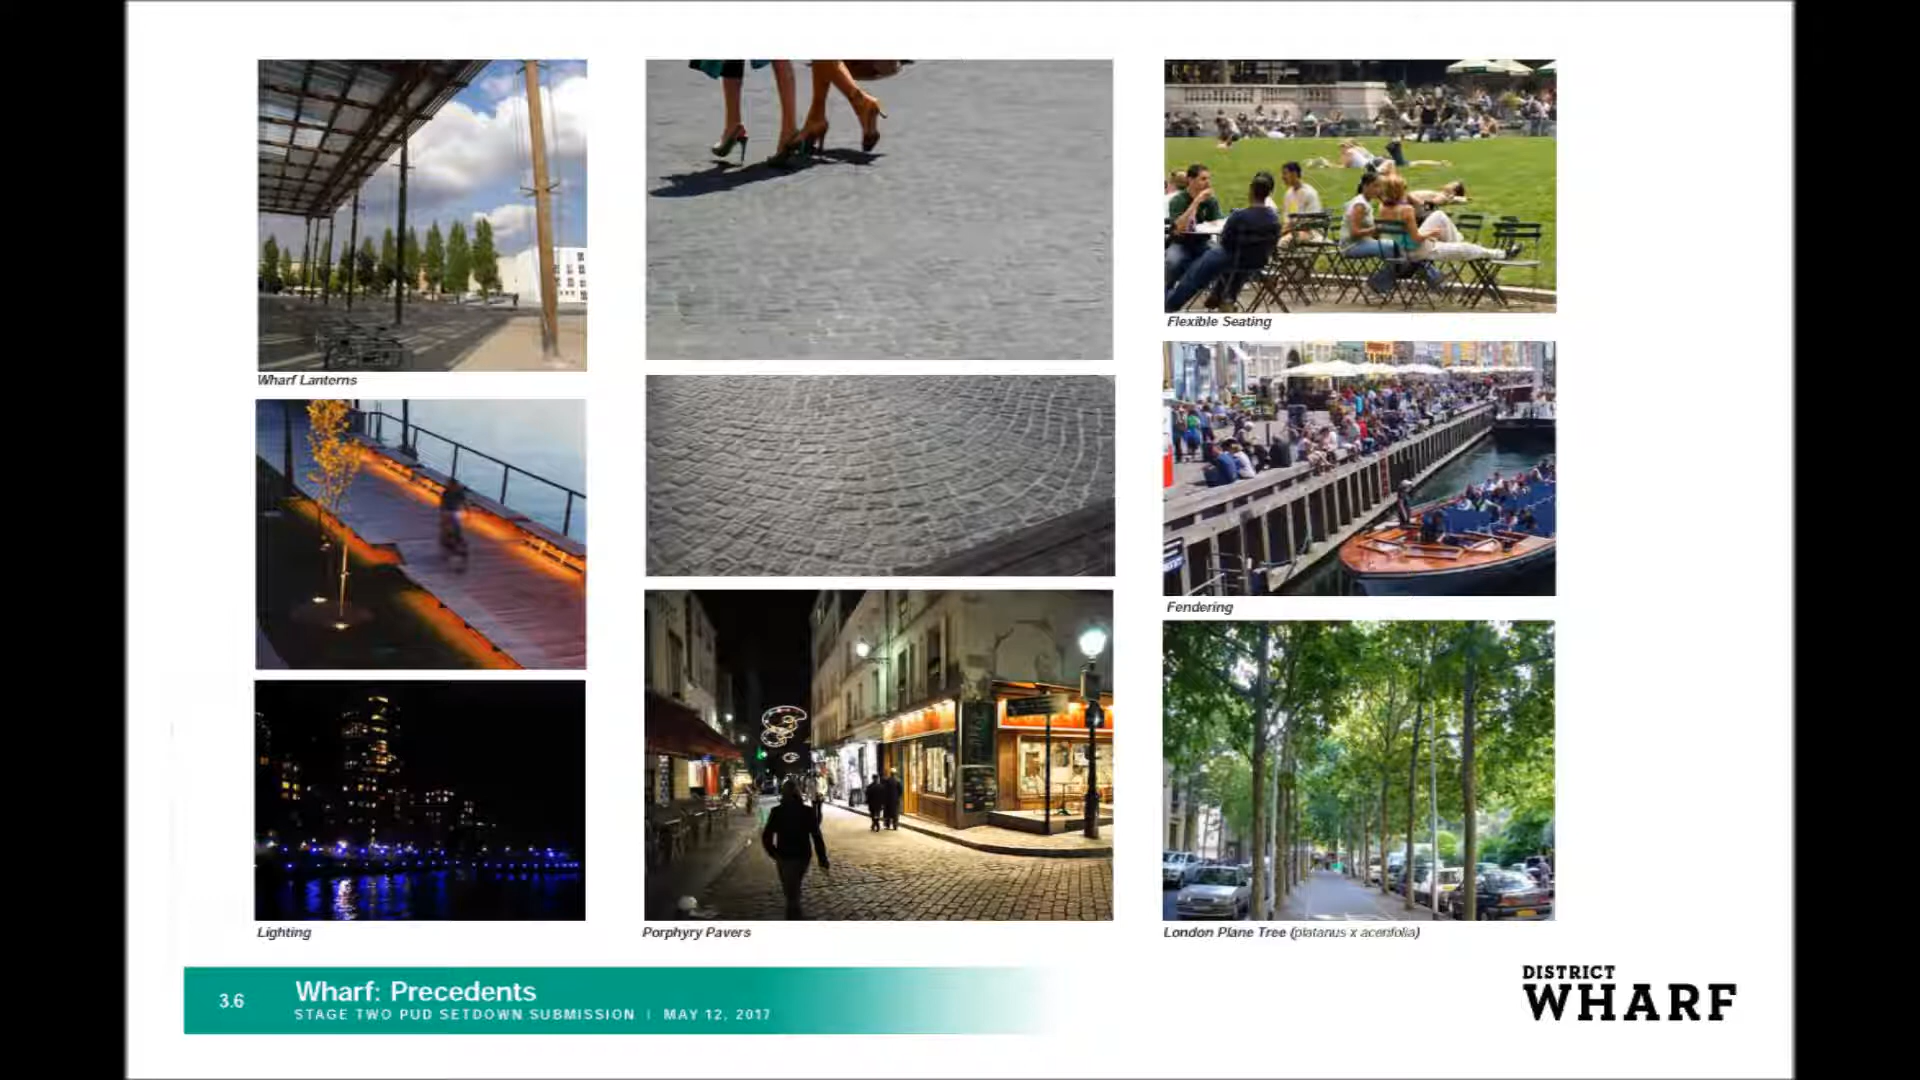 Wharf Lanterns
Lighting
Porphyry Pavers
Flexible Seating
Fendering
London Plane Tree (platanus x acerifolia)
3.6
Wharf: Precedents
STAGE TWO PUD SETDOWN SUBMISSION | MAY 12, 2017
DISTRICT
WHARF